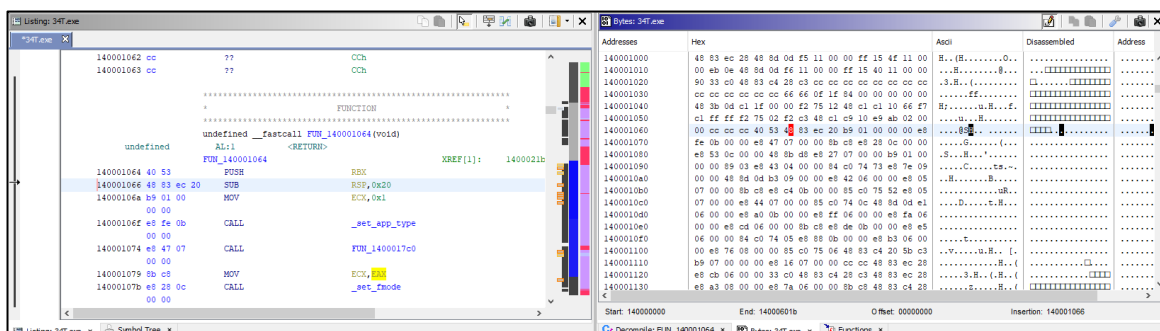 Listing: 34T.exe
*34T.exe
140001062 cc ?? CCh
140001063 cc ?? CCh
* FUNCTION *
undefined __fastcall FUN_140001064(void)
undefined AL:1 <RETURN>
FUN_140001064 XREF[1]: 1400021b
140001064 40 53 PUSH RBX
140001066 48 83 ec 20 SUB RSP,0x20
14000106a b9 01 00 MOV ECX,0x1
00 00
14000106f e8 fe 0b CALL _set_app_type
00 00
140001074 e8 47 07 CALL FUN_1400017c0
00 00
140001079 8b c8 MOV ECX,EAX
14000107b e8 28 0c CALL _set_fmode
00 00
Listing: 34T.exe Symbol Tree
Bytes: 34T.exe
Addresses Hex Ascii Disassembled Address
140001000 48 83 ec 28 48 8d 0d f5 11 00 00 ff 15 4f 11 00 H..(H.......O..
140001010 00 eb 0e 48 8d 0d f6 11 00 00 ff 15 40 11 00 00 ...H........@...
140001020 90 33 c0 48 83 c4 28 c3 cc cc cc cc cc cc cc cc .3.H..(.........
140001030 cc cc cc cc cc cc 66 66 0f 1f 84 00 00 00 00 00 ......ff........
140001040 48 3b 0d c1 1f 00 00 f2 75 12 48 c1 c1 10 66 f7 H;......u.H...f.
140001050 c1 ff ff f2 75 02 f2 c3 48 c1 c9 10 e9 ab 02 00 ....u...H.......
140001060 00 cc cc cc 40 53 48 83 ec 20 b9 01 00 00 00 e8 ....@SH.. ......
140001070 fe 0b 00 00 e8 47 07 00 00 8b c8 e8 28 0c 00 00 .....G......(...
140001080 e8 53 0c 00 00 48 8b d8 e8 27 07 00 00 b9 01 00 .S...H...'......
140001090 00 00 89 03 e8 43 04 00 00 84 c0 74 73 e8 7e 09 .....C.....ts.~.
1400010a0 00 00 48 8d 0d b3 09 00 00 e8 42 06 00 00 e8 05 ..H.......B.....
1400010b0 07 00 00 8b c8 e8 c4 0b 00 00 85 c0 75 52 e8 05 ............uR..
1400010c0 07 00 00 e8 44 07 00 00 85 c0 74 0c 48 8d 0d e1 ....D.....t.H...
1400010d0 06 00 00 e8 a0 0b 00 00 e8 ff 06 00 00 e8 fa 06 ................
1400010e0 00 00 e8 cd 06 00 00 8b c8 e8 de 0b 00 00 e8 e5 ................
1400010f0 06 00 00 84 c0 74 05 e8 88 0b 00 00 e8 b3 06 00 .....t..........
140001100 00 e8 76 08 00 00 85 c0 75 06 48 83 c4 20 5b c3 ..v.....u.H.. [.
140001110 b9 07 00 00 00 e8 16 07 00 00 cc cc cc 48 83 ec .............H..
140001120 e8 cb 06 00 00 33 c0 48 83 c4 28 c3 48 83 ec 28 .....3.H..(.H..(
140001130 e8 a3 08 00 00 e8 7a 06 00 00 8b c8 48 83 c4 28 ......z.....H..(
Start: 140000000 End: 14000601b Offset: 00000000 Insertion: 140001066
Decompile: FUN_140001064 Bytes: 34T.exe Functions